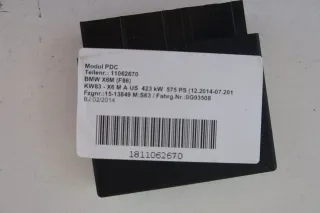 Modul PDC
Teilenr.: 11062670
BMW X6M (F86)
KW63 - X6 M A US 423 kW 575 PS (12.2014-07.201
Fzgnr.:15-13849 M:S63 / Fahrg.Nr.:0G93508
BJ 02/2014
1811062670